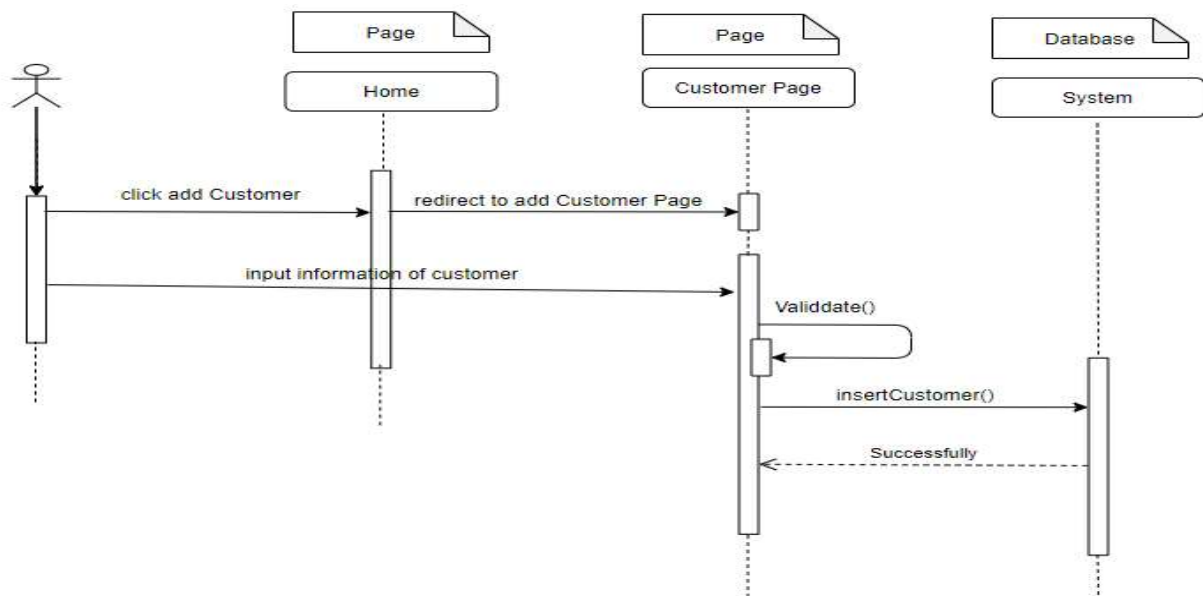 Page
Page
Database
Home
Customer Page
System
click add Customer
redirect to add Customer Page
input information of customer
Validdate()
insertCustomer()
Successfully